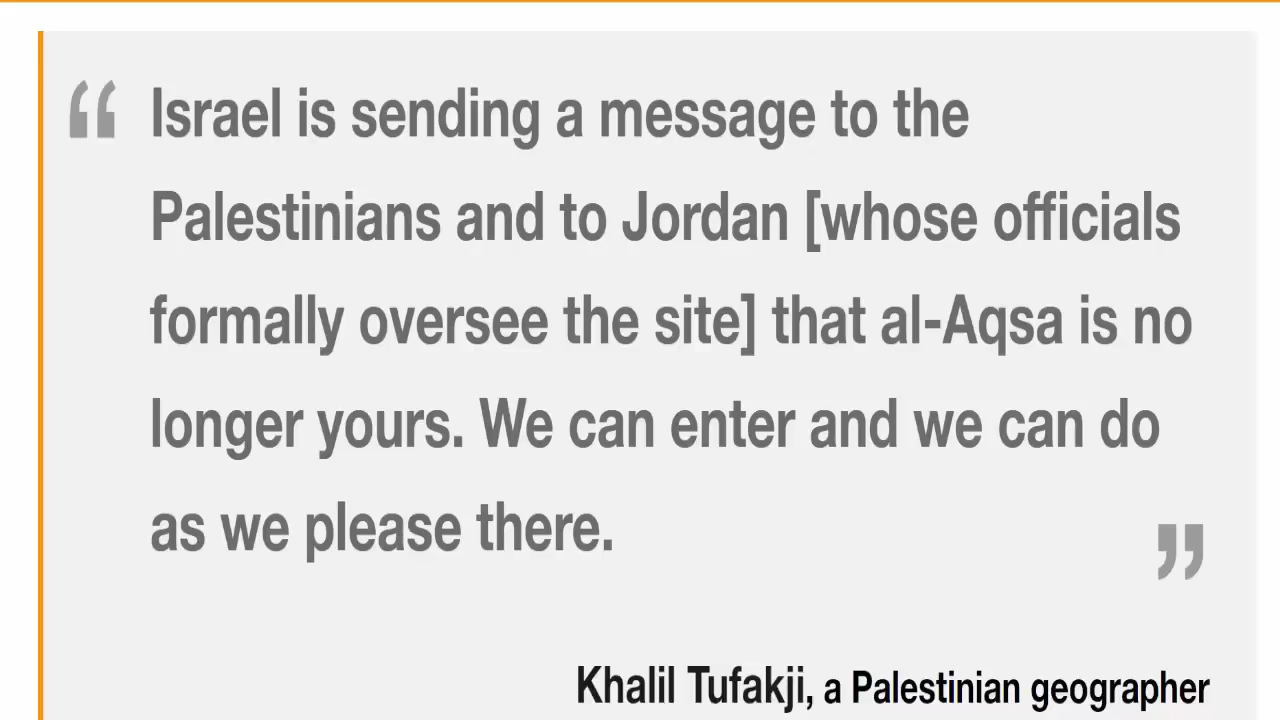 “ Israel is sending a message to the
Palestinians and to Jordan [whose officials
formally oversee the site] that al-Aqsa is no
longer yours. We can enter and we can do
as we please there. ”
Khalil Tufakji, a Palestinian geographer